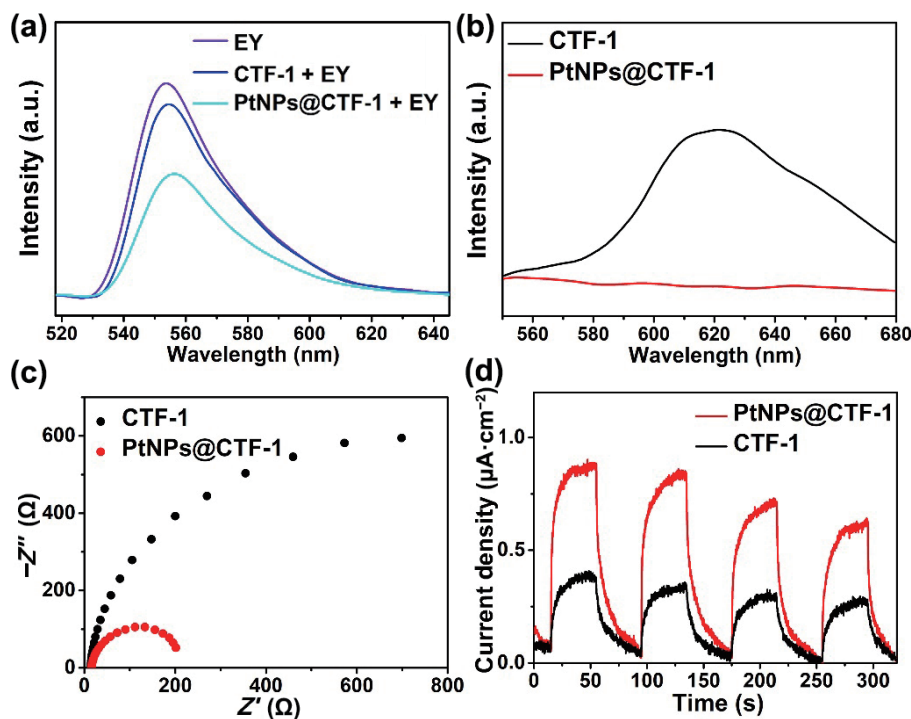 (a)
EY
CTF-1 + EY
PtNPs@CTF-1 + EY
Intensity (a.u.)
520 540 560 580 600 620 640
Wavelength (nm)
(b)
CTF-1
PtNPs@CTF-1
Intensity (a.u.)
560 580 600 620 640 660 680
Wavelength (nm)
(c)
CTF-1
PtNPs@CTF-1
−Z″ (Ω)
600
400
200
0
0 200 400 600 800
Z′ (Ω)
(d)
PtNPs@CTF-1
CTF-1
Current density (μA·cm⁻²)
1.0
0.5
0.0
0 50 100 150 200 250 300
Time (s)